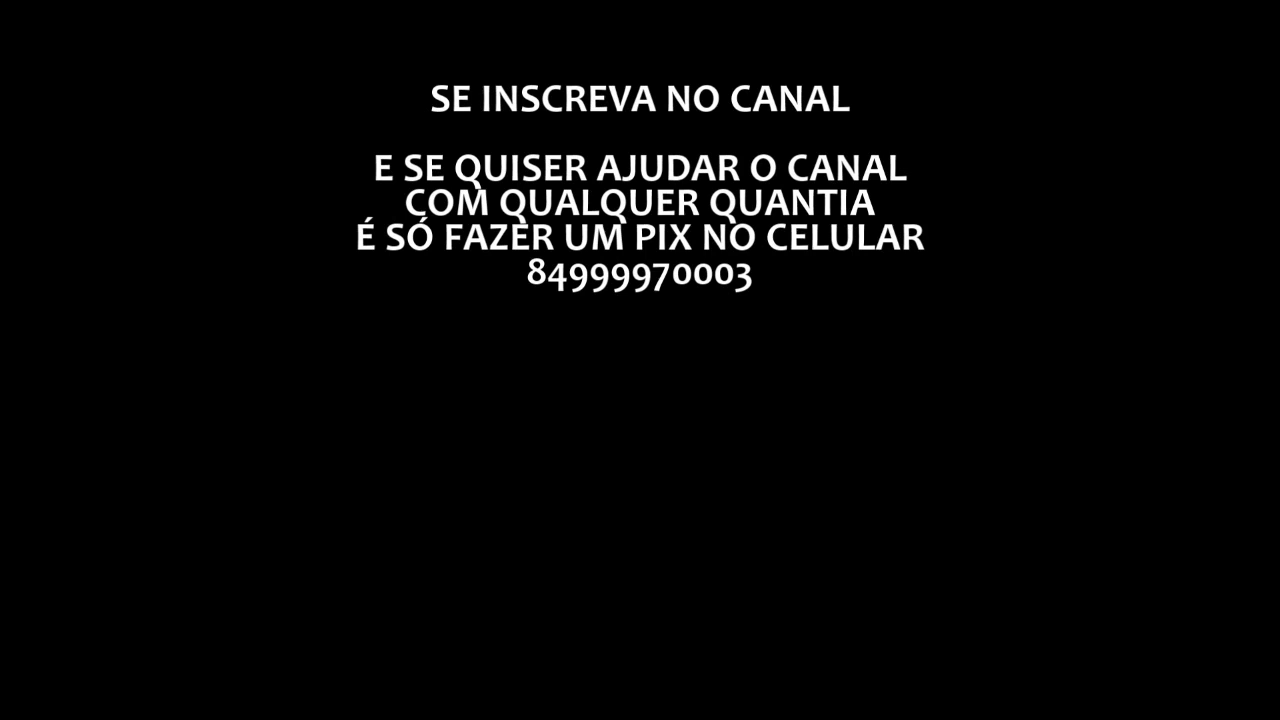 SE INSCREVA NO CANAL
E SE QUISER AJUDAR O CANAL
COM QUALQUER QUANTIA
É SÓ FAZER UM PIX NO CELULAR
84999970003